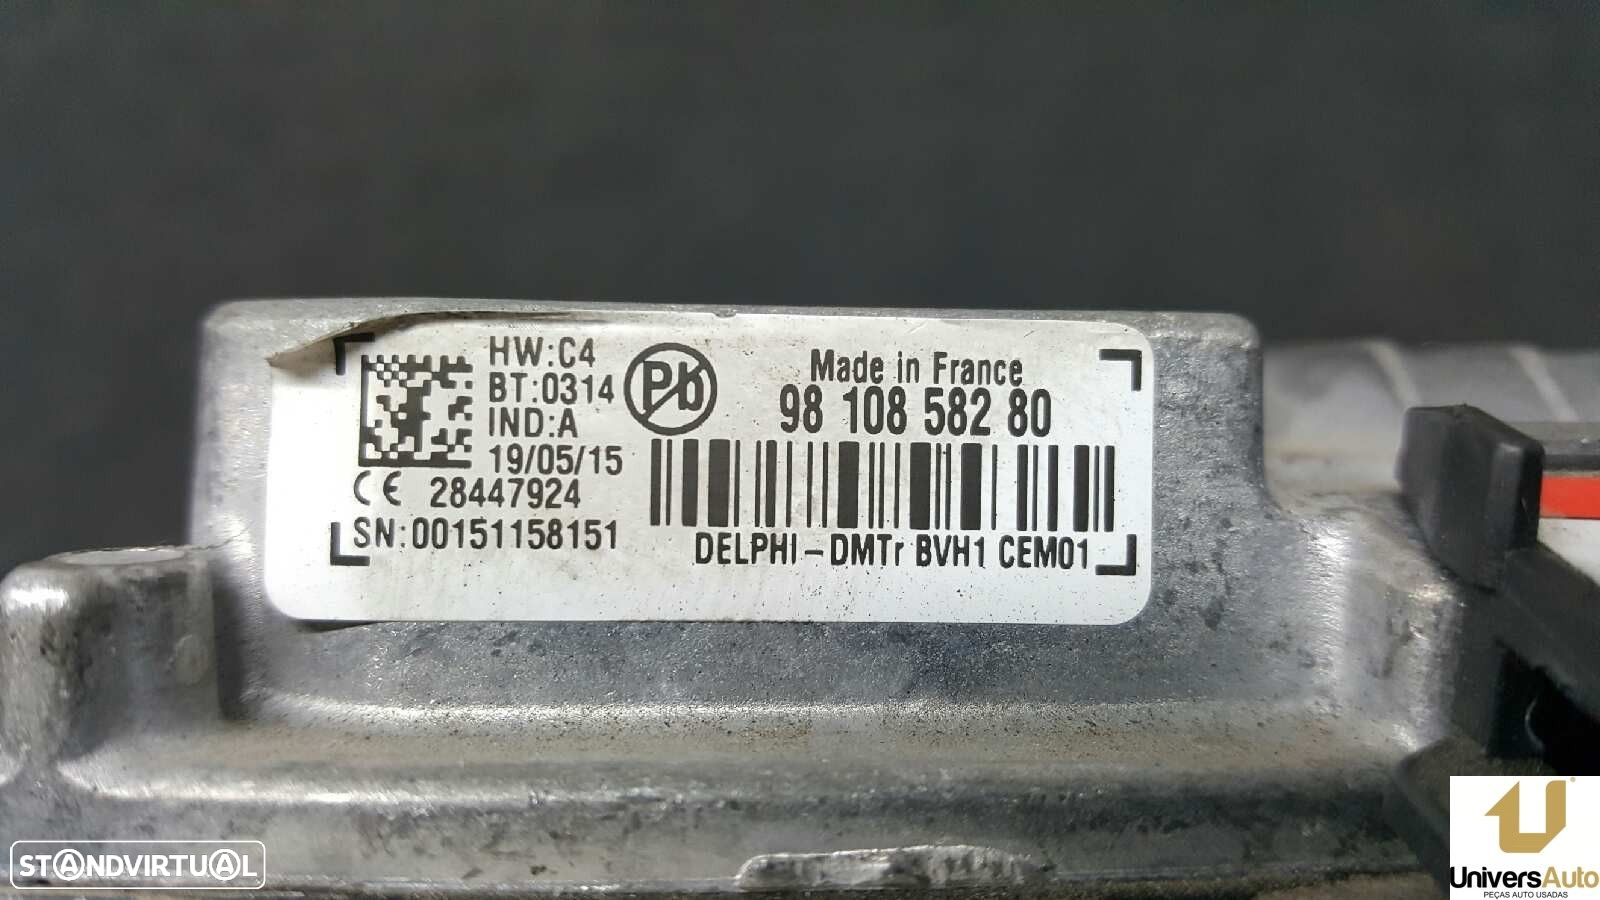 HW:C4
BT:0314
IND:A
19/05/15
CE 28447924
SN:00151158151
Pb
Made in France
98 108 582 80
DELPHI-DMTr BVH1 CEM01
STANDVIRTUAL
UniversAuto
PEÇAS AUTO USADAS